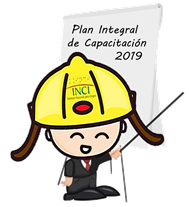 Plan Integral
de Capacitación
2019
INCI